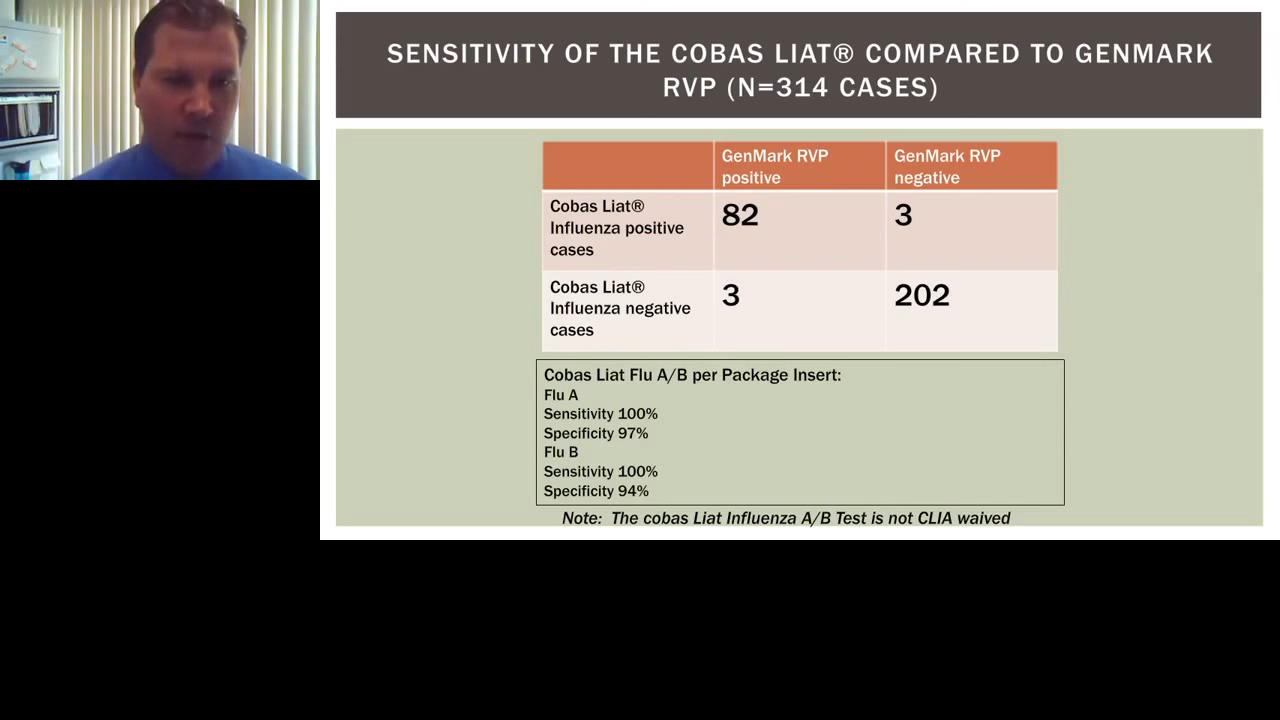 SENSITIVITY OF THE COBAS LIAT® COMPARED TO GENMARK
RVP (N=314 CASES)
GenMark RVP
positive
GenMark RVP
negative
Cobas Liat®
Influenza positive
cases
82
3
Cobas Liat®
Influenza negative
cases
3
202
Cobas Liat Flu A/B per Package Insert:
Flu A
Sensitivity 100%
Specificity 97%
Flu B
Sensitivity 100%
Specificity 94%
Note: The cobas Liat Influenza A/B Test is not CLIA waived